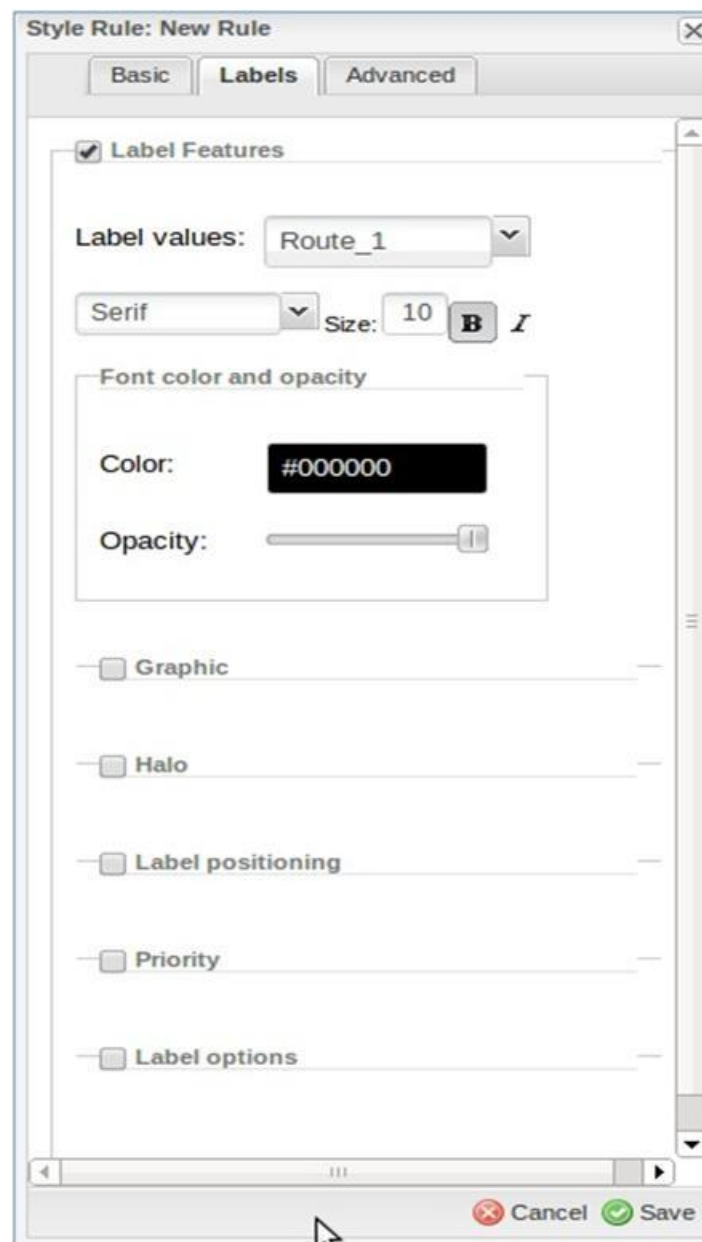 Style Rule: New Rule
Basic Labels Advanced
Label Features
Label values: Route_1
Serif Size: 10 B I
Font color and opacity
Color: #000000
Opacity:
Graphic
Halo
Label positioning
Priority
Label options
Cancel Save